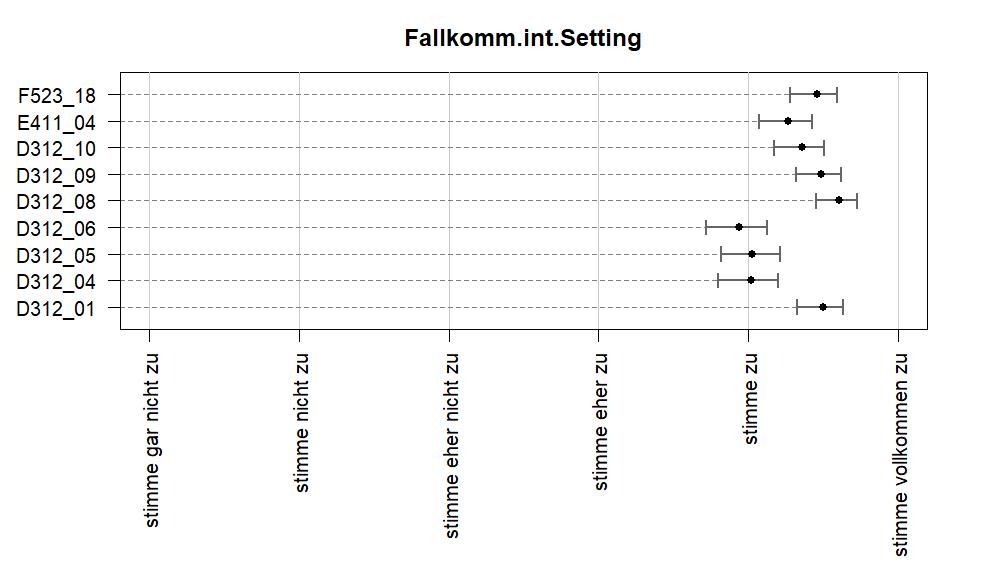 Fallkomm.int.Setting
F523_18
E411_04
D312_10
D312_09
D312_08
D312_06
D312_05
D312_04
D312_01
stimme gar nicht zu
stimme nicht zu
stimme eher nicht zu
stimme eher zu
stimme zu
stimme vollkommen zu